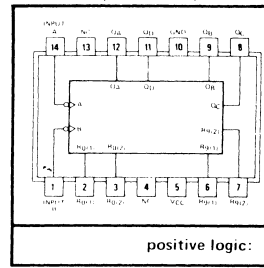 INPUT
A NC QA QD GND QB QC
14 13 12 11 10 9 8
QA QD QB
A QC
B R9(2)
R0(1) R0(2) R9(1)
1 2 3 4 5 6 7
INPUT R0(1) R0(2) NC VCC R9(1) R9(2)
B
positive logic: